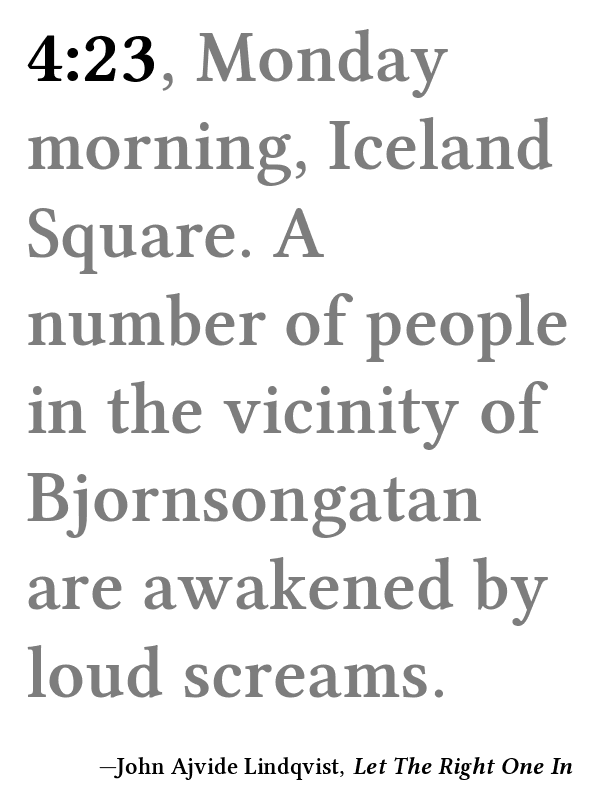 4:23, Monday
morning, Iceland
Square. A
number of people
in the vicinity of
Bjornsongatan
are awakened by
loud screams.
—John Ajvide Lindqvist, Let The Right One In